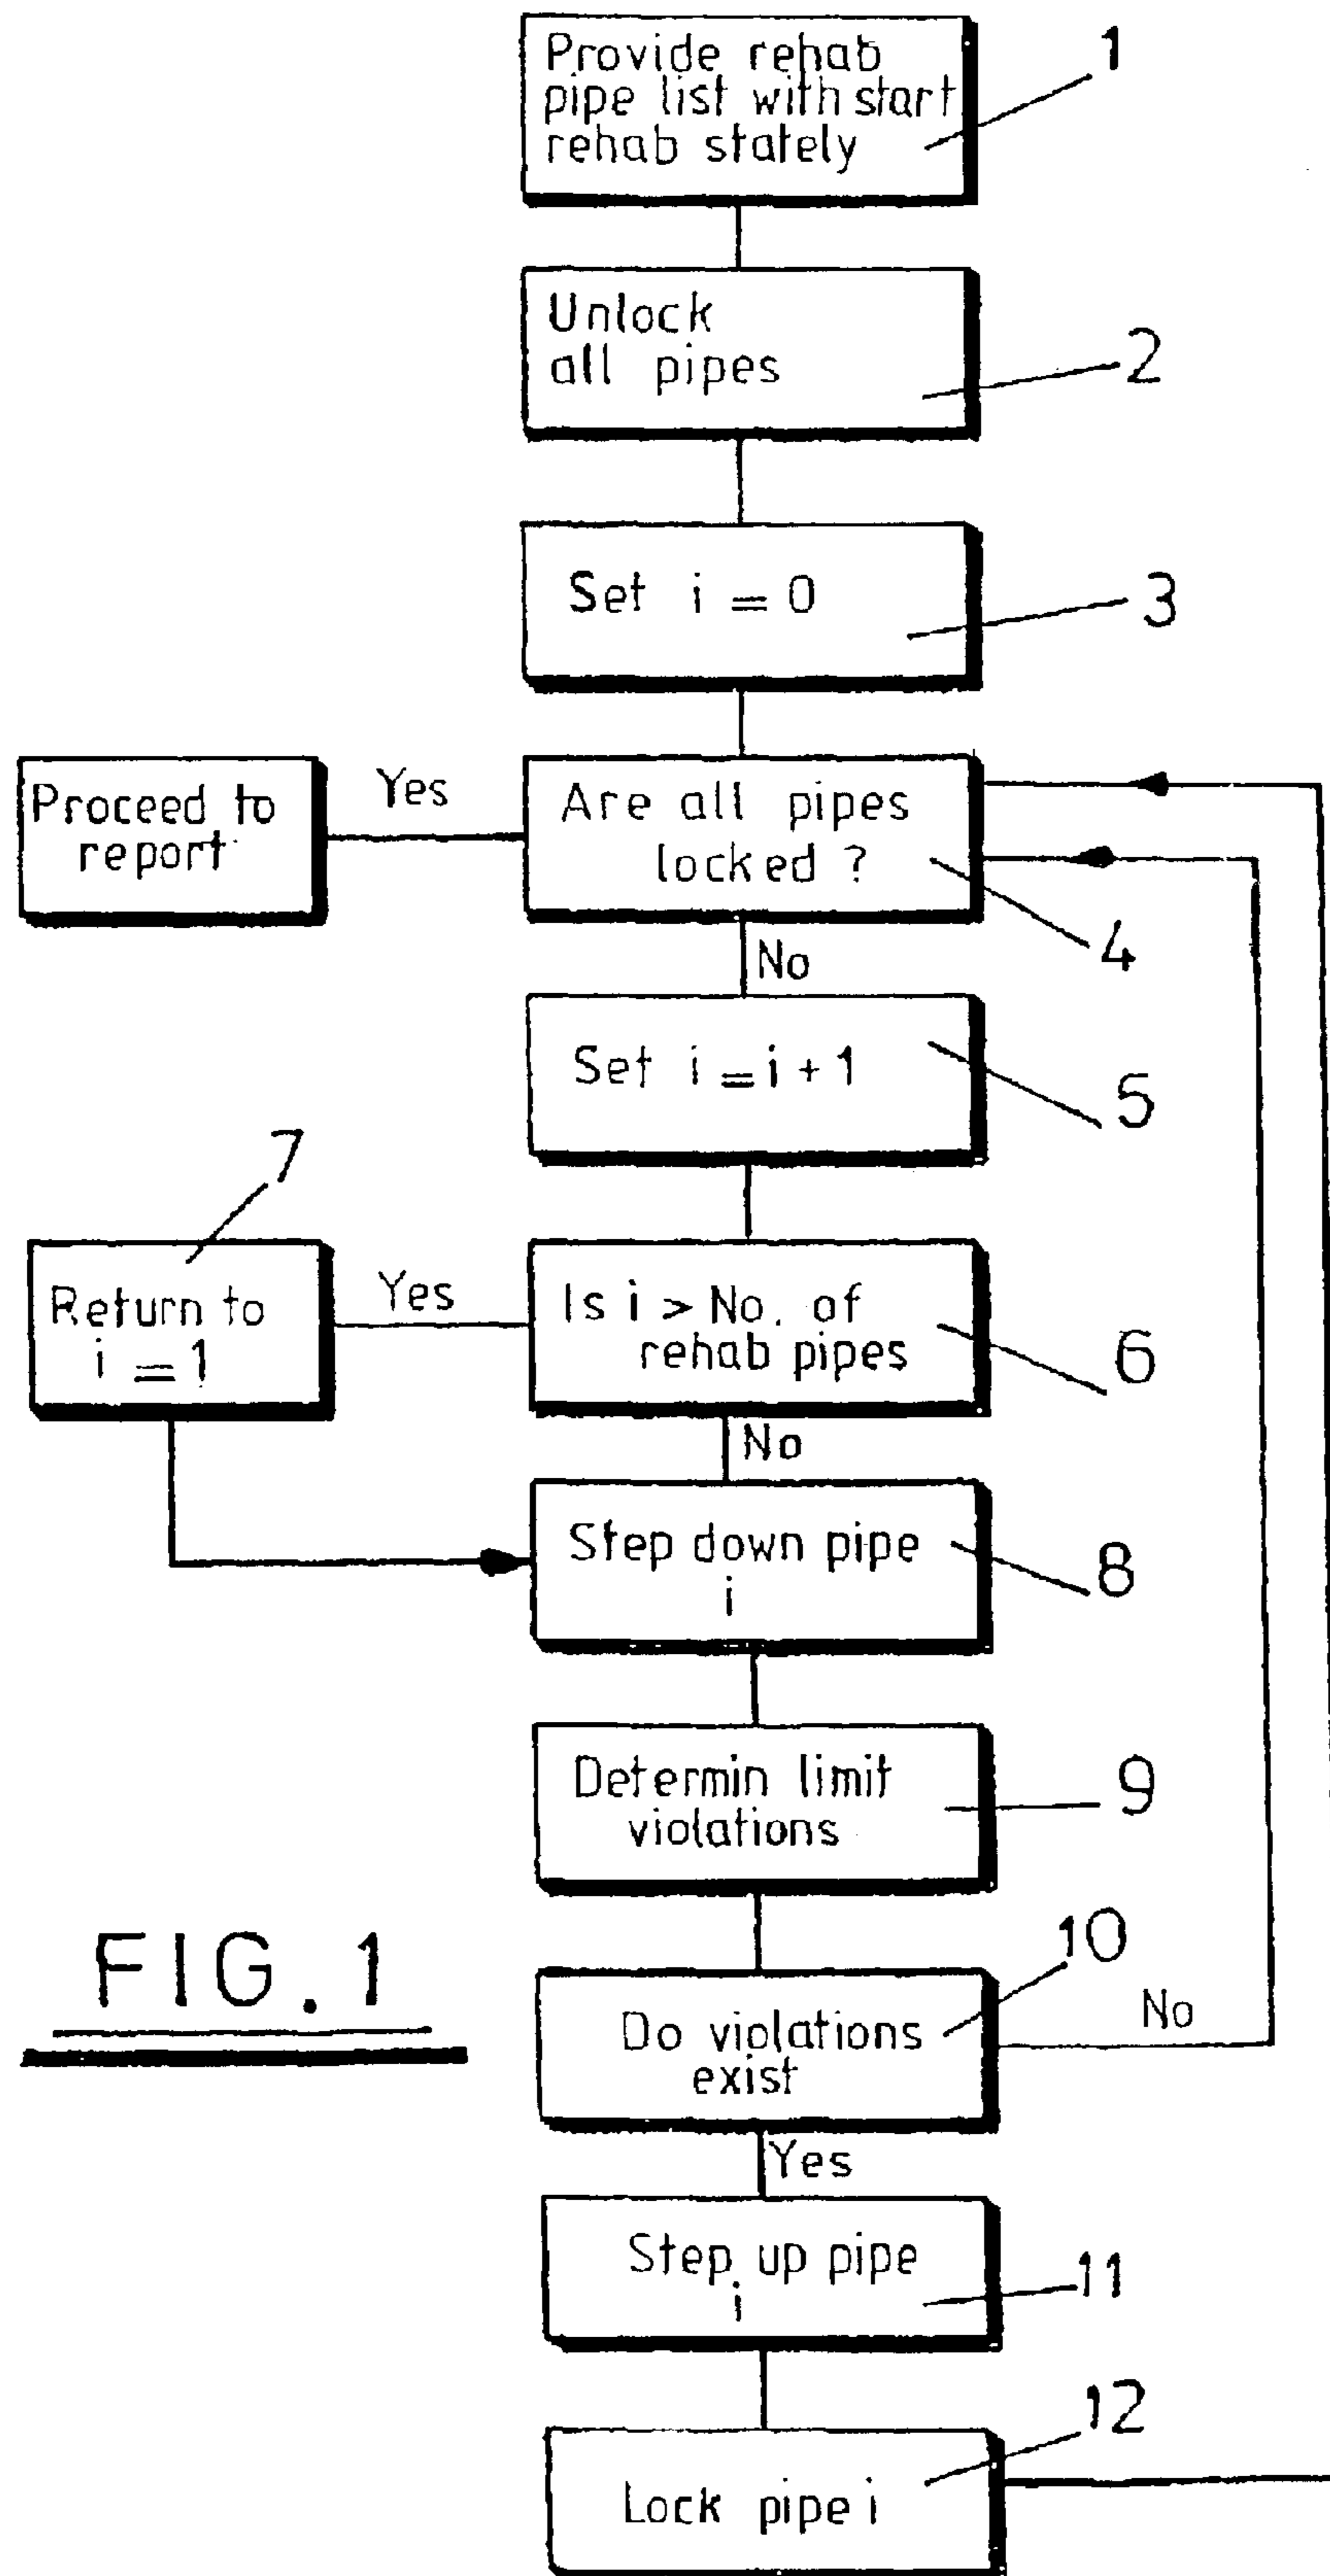 Provide rehab
pipe list with start
rehab stately
1
Unlock
all pipes
2
Set i = 0
3
Proceed to
report
Yes
Are all pipes
locked ?
4
No
Set i = i + 1
5
7
Return to
i = 1
Yes
Is i > No. of
rehab pipes
6
No
Step down pipe
i
8
Determin limit
violations
9
FIG. 1
10
Do violations
exist
No
Yes
Step up pipe
i
11
12
Lock pipe i